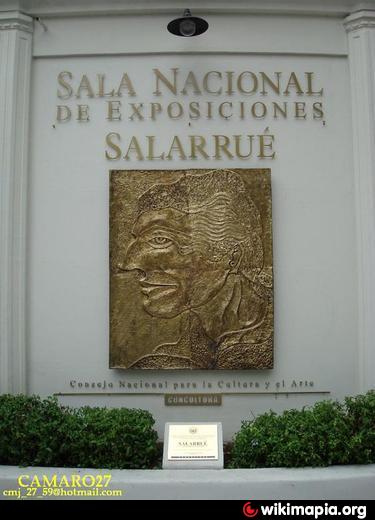 SALA NACIONAL
DE EXPOSICIONES
SALARRUÉ
Consejo Nacional para la Cultura y el Arte
CONCULTURA
SALARRUÉ
CAMARO27
cmj_27_59@hotmail.com
wikimapia.org